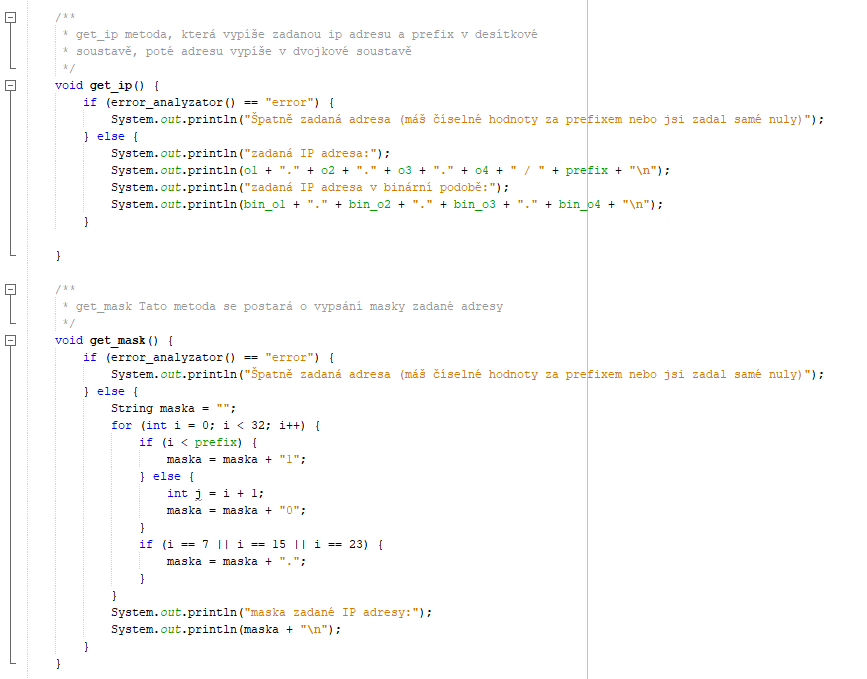 /**
 * get_ip metoda, která vypíše zadanou ip adresu a prefix v desítkové
 * soustavě, poté adresu vypíše v dvojkové soustavě
 */
void get_ip() {
    if (error_analyzator() == "error") {
        System.out.println("Špatně zadaná adresa (máš číselné hodnoty za prefixem nebo jsi zadal samé nuly)");
    } else {
        System.out.println("zadaná IP adresa:");
        System.out.println(o1 + "." + o2 + "." + o3 + "." + o4 + " / " + prefix + "\n");
        System.out.println("zadaná IP adresa v binární podobě:");
        System.out.println(bin_o1 + "." + bin_o2 + "." + bin_o3 + "." + bin_o4 + "\n");
    }

}

/**
 * get_mask Tato metoda se postará o vypsání masky zadané adresy
 */
void get_mask() {
    if (error_analyzator() == "error") {
        System.out.println("Špatně zadaná adresa (máš číselné hodnoty za prefixem nebo jsi zadal samé nuly)");
    } else {
        String maska = "";
        for (int i = 0; i < 32; i++) {
            if (i < prefix) {
                maska = maska + "1";
            } else {
                int j = i + 1;
                maska = maska + "0";
            }
            if (i == 7 || i == 15 || i == 23) {
                maska = maska + ".";
            }
        }
        System.out.println("maska zadané IP adresy:");
        System.out.println(maska + "\n");
    }
}